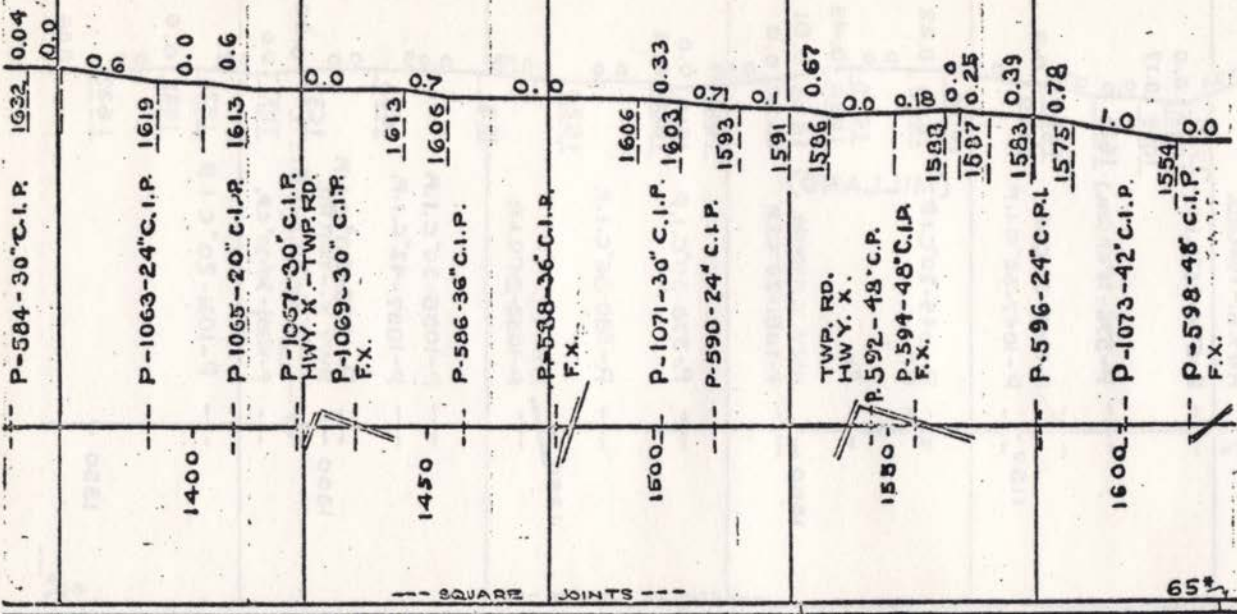 0.04
0.0
0.6
0.0
0.6
0.0
0.7
0.0
0.33
0.71
0.1
0.67
0.0
0.18
0.0
0.25
0.39
0.78
0.0
1632
1619
1613
1613
1606
1606
1603
1593
1591
1586
1588
1587
1583
1575
1554
P-584-30"C.I.P.
P-1063-24"C.I.P.
P-1065-20"C.I.P.
P-1067-30"C.I.P.
HWY. X-TWP.RD.
P-1069-30"C.I.P.
F.X.
P-586-36"C.I.P.
P-588-36"C.I.P.
F.X.
P-1071-30"C.I.P.
P-590-24"C.I.P.
TWP. RD.
HWY. X.
P-592-48"C.P.
P-594-48"C.I.P.
F.X.
P-596-24"C.I.P.
P-1073-42"C.I.P.
P-598-48"C.I.P.
F.X.
1400
1450
1500
1550
1600
--- SQUARE JOINTS ---
65#